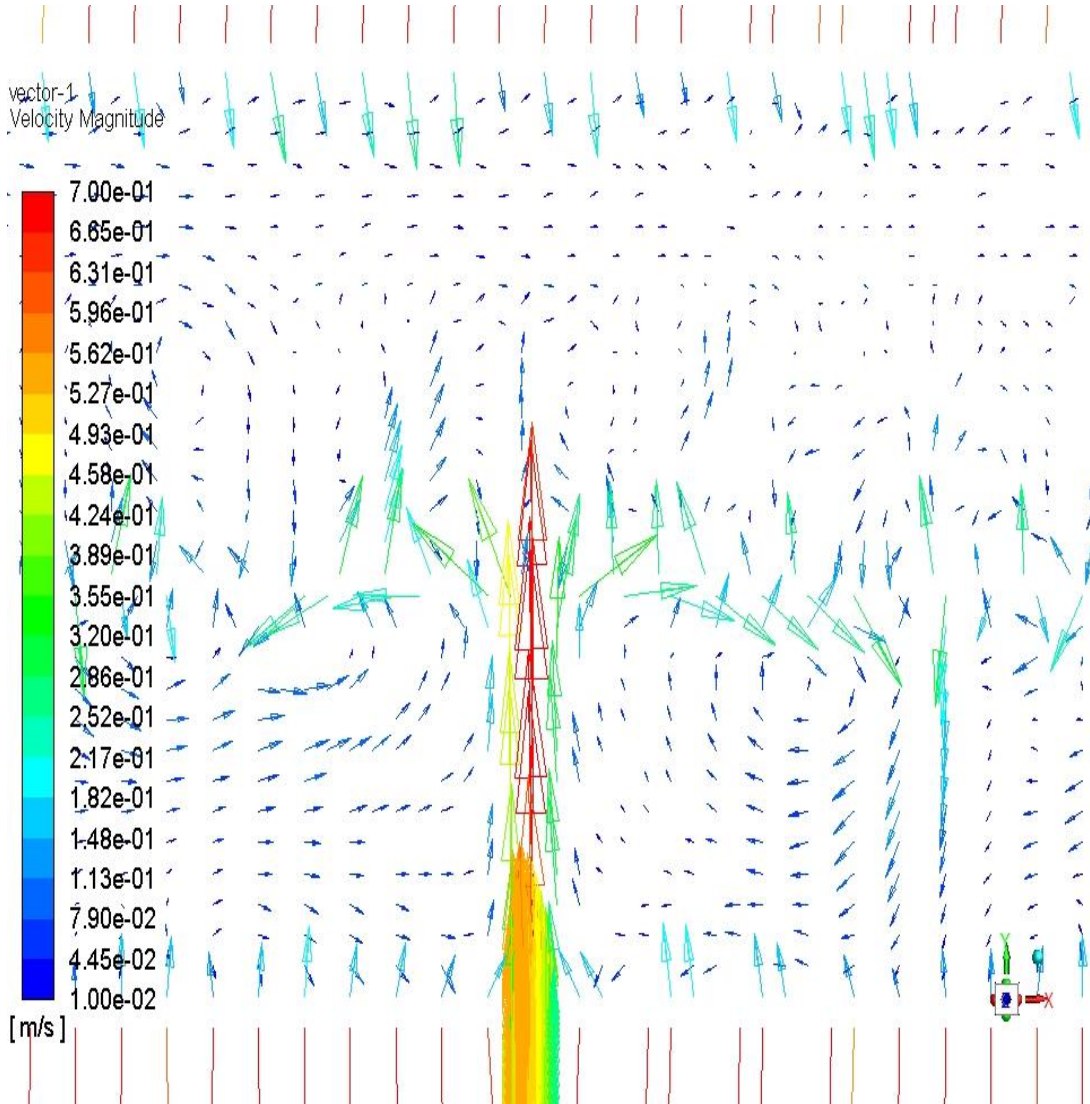 vector-1
Velocity Magnitude
7.00e-01
6.65e-01
6.31e-01
5.96e-01
5.62e-01
5.27e-01
4.93e-01
4.58e-01
4.24e-01
3.89e-01
3.55e-01
3.20e-01
2.86e-01
2.52e-01
2.17e-01
1.82e-01
1.48e-01
1.13e-01
7.90e-02
4.45e-02
1.00e-02
[ m/s ]
Y
X